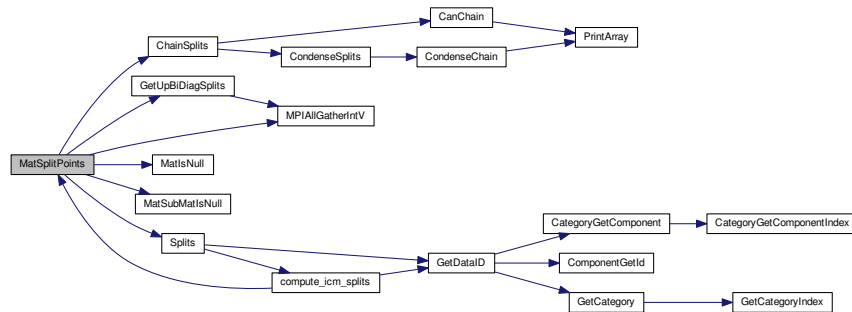 CanChain
ChainSplits
PrintArray
CondenseSplits
CondenseChain
GetUpBiDiagSplits
MPIAllGatherIntV
MatSplitPoints
MatIsNull
MatSubMatIsNull
CategoryGetComponent
CategoryGetComponentIndex
Splits
GetDataID
ComponentGetId
compute_icm_splits
GetCategory
GetCategoryIndex